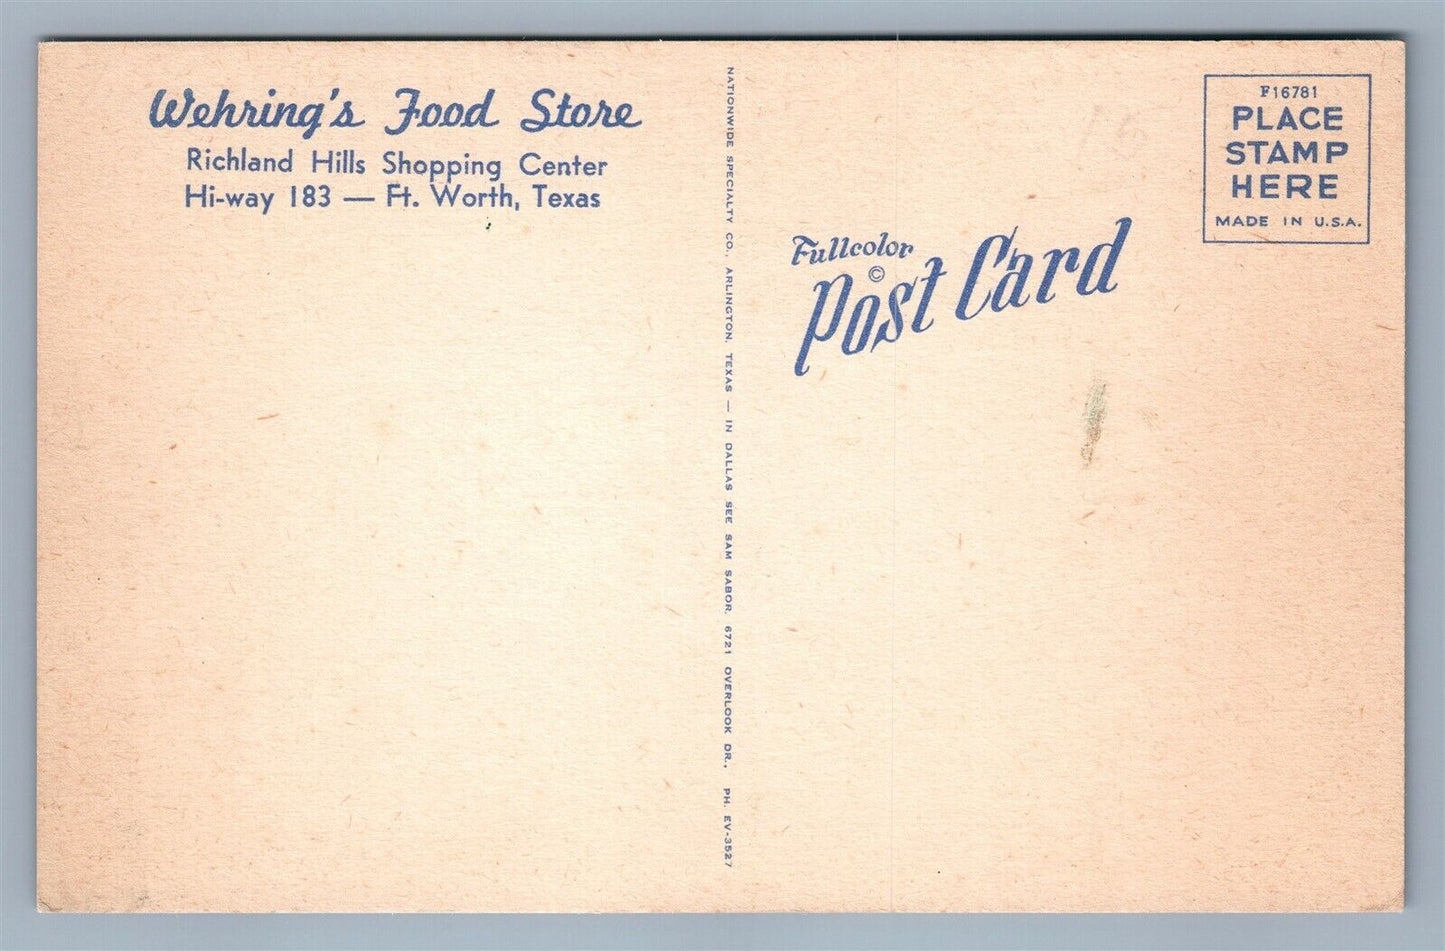 Wehring's Food Store
Richland Hills Shopping Center
Hi-way 183 — Ft. Worth, Texas
NATIONWIDE SPECIALTY CO., ARLINGTON, TEXAS — IN DALLAS SEE SAM SABOR, 6721 OVERLOOK DR., PH. EV-3527
Fullcolor
©
Post Card
F16781
PLACE
STAMP
HERE
MADE IN U.S.A.